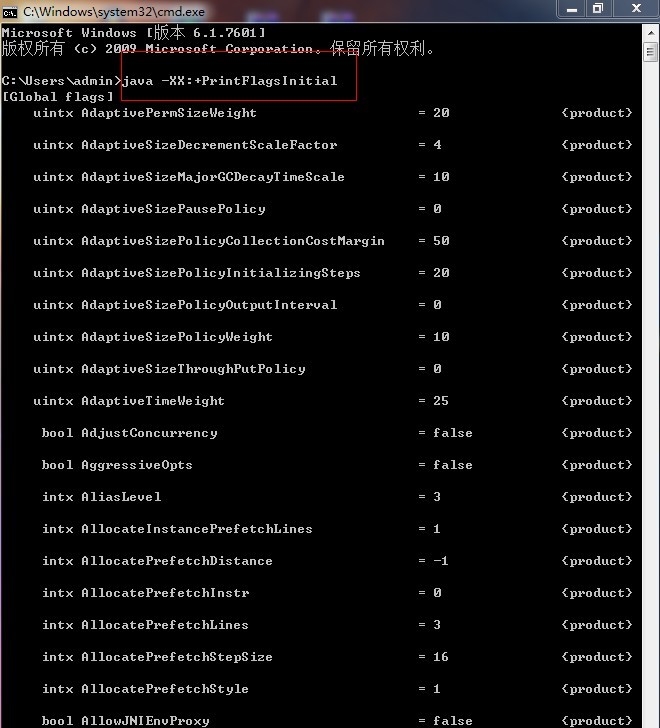 C:\Windows\system32\cmd.exe
Microsoft Windows [版本 6.1.7601]
版权所有 (c) 2009 Microsoft Corporation。保留所有权利。
C:\Users\admin>java -XX:+PrintFlagsInitial
[Global flags]
uintx AdaptivePermSizeWeight = 20 {product}
uintx AdaptiveSizeDecrementScaleFactor = 4 {product}
uintx AdaptiveSizeMajorGCDecayTimeScale = 10 {product}
uintx AdaptiveSizePausePolicy = 0 {product}
uintx AdaptiveSizePolicyCollectionCostMargin = 50 {product}
uintx AdaptiveSizePolicyInitializingSteps = 20 {product}
uintx AdaptiveSizePolicyOutputInterval = 0 {product}
uintx AdaptiveSizePolicyWeight = 10 {product}
uintx AdaptiveSizeThroughPutPolicy = 0 {product}
uintx AdaptiveTimeWeight = 25 {product}
bool AdjustConcurrency = false {product}
bool AggressiveOpts = false {product}
intx AliasLevel = 3 {product}
intx AllocateInstancePrefetchLines = 1 {product}
intx AllocatePrefetchDistance = -1 {product}
intx AllocatePrefetchInstr = 0 {product}
intx AllocatePrefetchLines = 3 {product}
intx AllocatePrefetchStepSize = 16 {product}
intx AllocatePrefetchStyle = 1 {product}
bool AllowJNIEnvProxy = false {product}